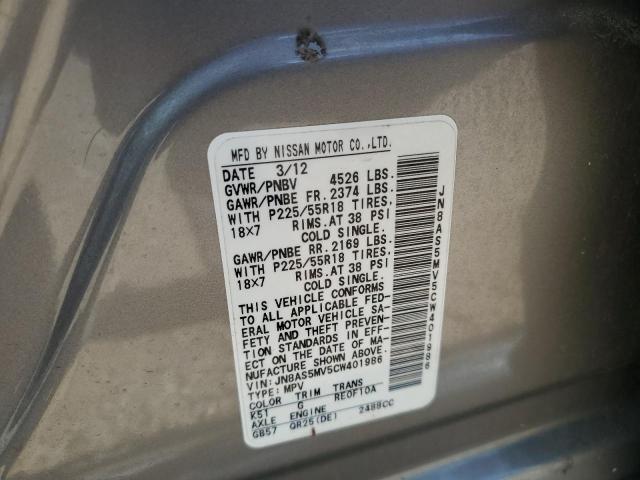 MFD BY NISSAN MOTOR CO.,LTD.
DATE 3/12
GVWR/PNBV 4526 LBS.
GAWR/PNBE FR. 2374 LBS.
WITH P225/55R18 TIRES,
18X7 RIMS.AT 38 PSI
COLD SINGLE.
GAWR/PNBE RR. 2169 LBS.
WITH P225/55R18 TIRES,
18X7 RIMS.AT 38 PSI
COLD SINGLE.
THIS VEHICLE CONFORMS
TO ALL APPLICABLE FED-
ERAL MOTOR VEHICLE SA-
FETY AND THEFT PREVEN-
TION STANDARDS IN EFF-
ECT ON THE DATE OF MA-
NUFACTURE SHOWN ABOVE.
VIN: JN8AS5MV5CW401986
TYPE: MPV
COLOR TRIM TRANS
K51 G RE0F10A
AXLE ENGINE
GB57 QR25(DE) 2488CC
JN8AS5MV5CW401986